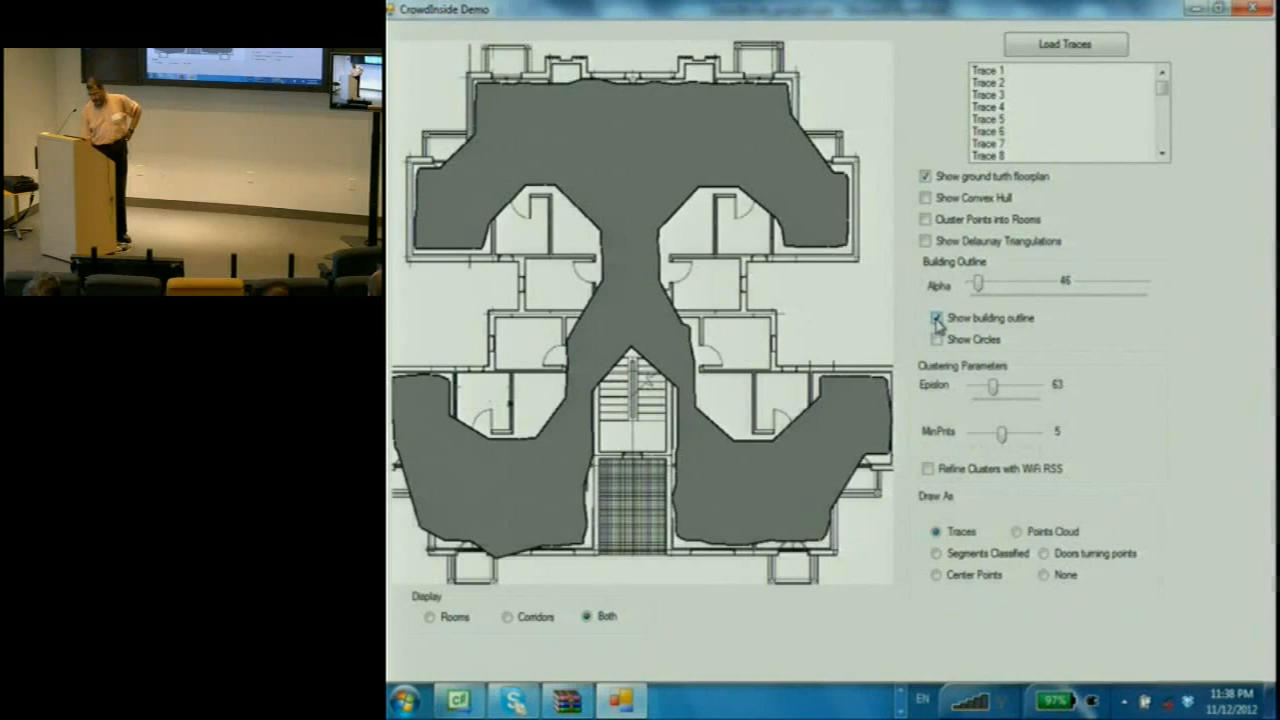 CrowdInside Demo
Load Traces
Trace 1
Trace 2
Trace 3
Trace 4
Trace 5
Trace 6
Trace 7
Trace 8
Show ground turth floorplan
Show Convex Hull
Cluster Points into Rooms
Show Delaunay Triangulations
Building Outline
Alpha 46
Show building outline
Show Circles
Clustering Parameters
Epislon 63
MinPnts 5
Refine Clusters with WiFi RSS
Draw As
Traces Points Cloud
Segments Classified Doors turning points
Center Points None
Display
Rooms Corridors Both
EN 97% 11:38 PM
11/12/2012